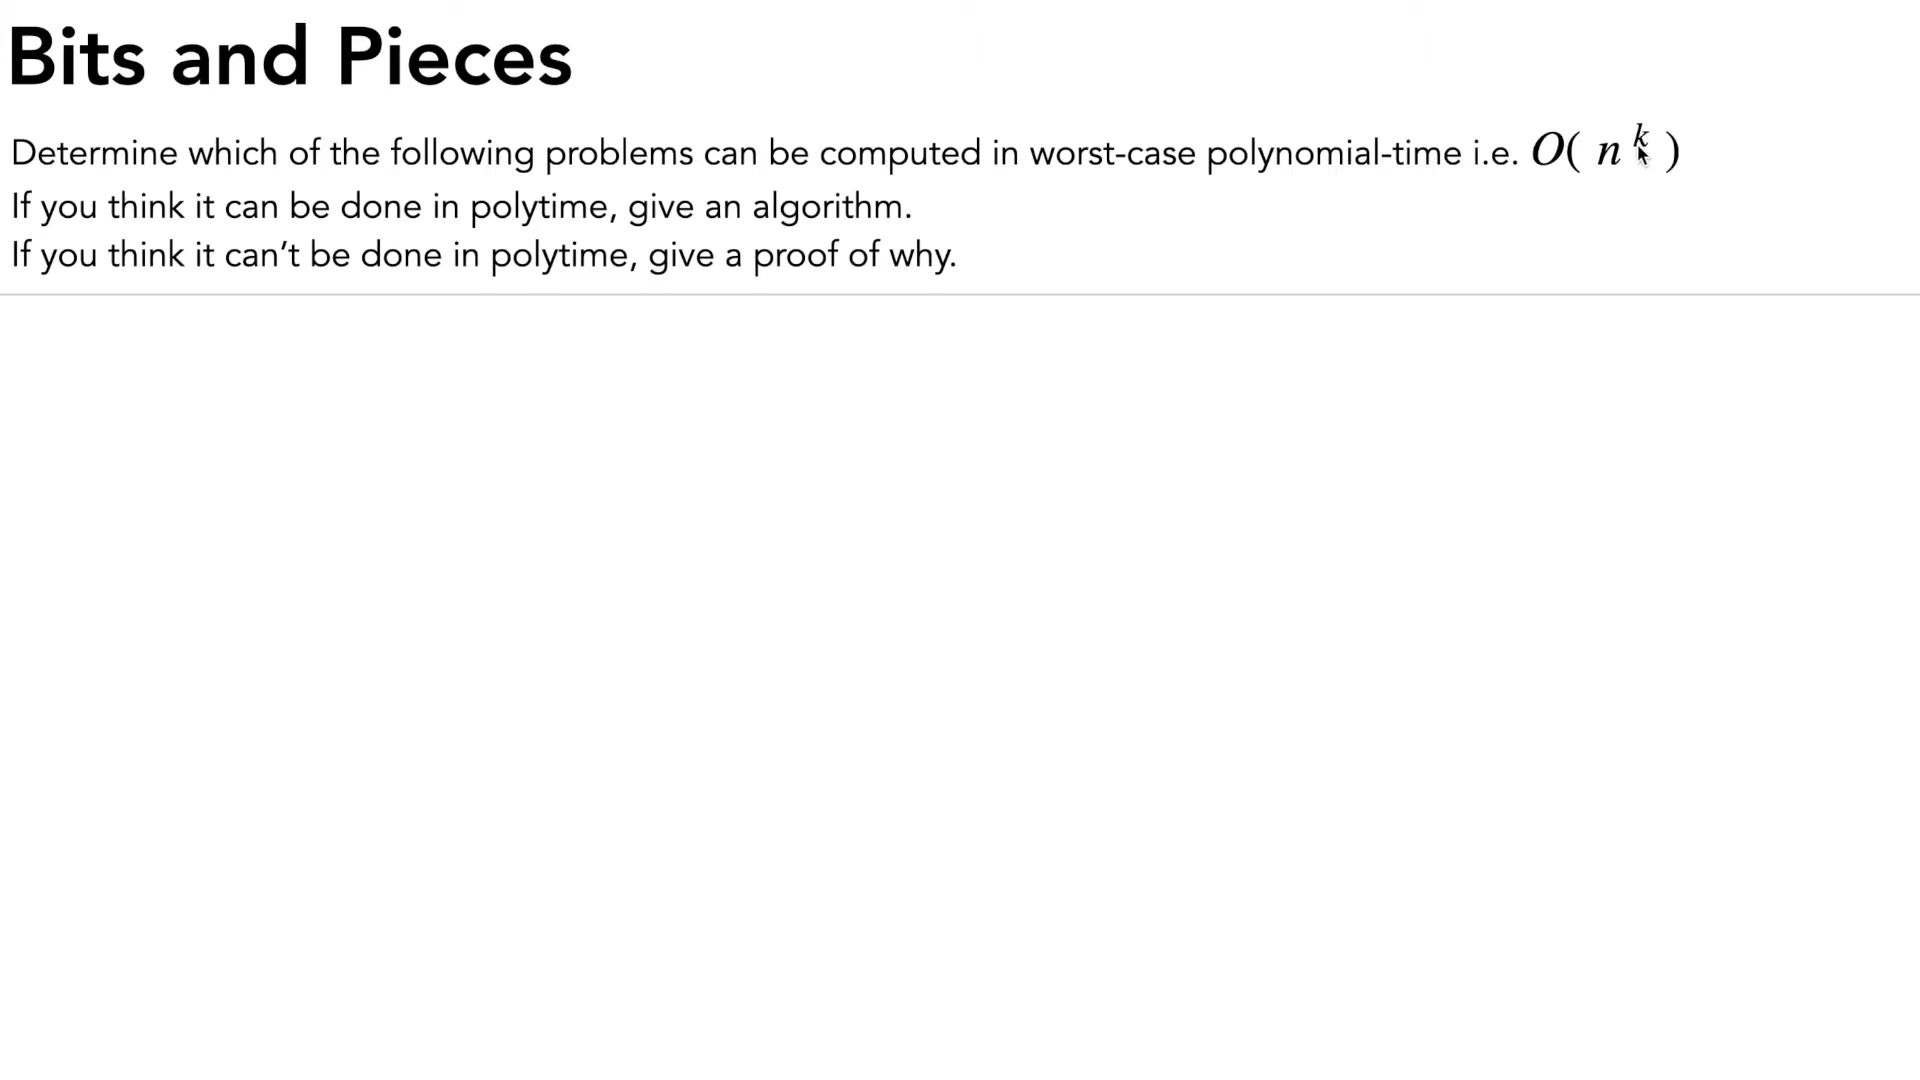 Bits and Pieces
Determine which of the following problems can be computed in worst-case polynomial-time i.e. O( n^k )
If you think it can be done in polytime, give an algorithm.
If you think it can’t be done in polytime, give a proof of why.